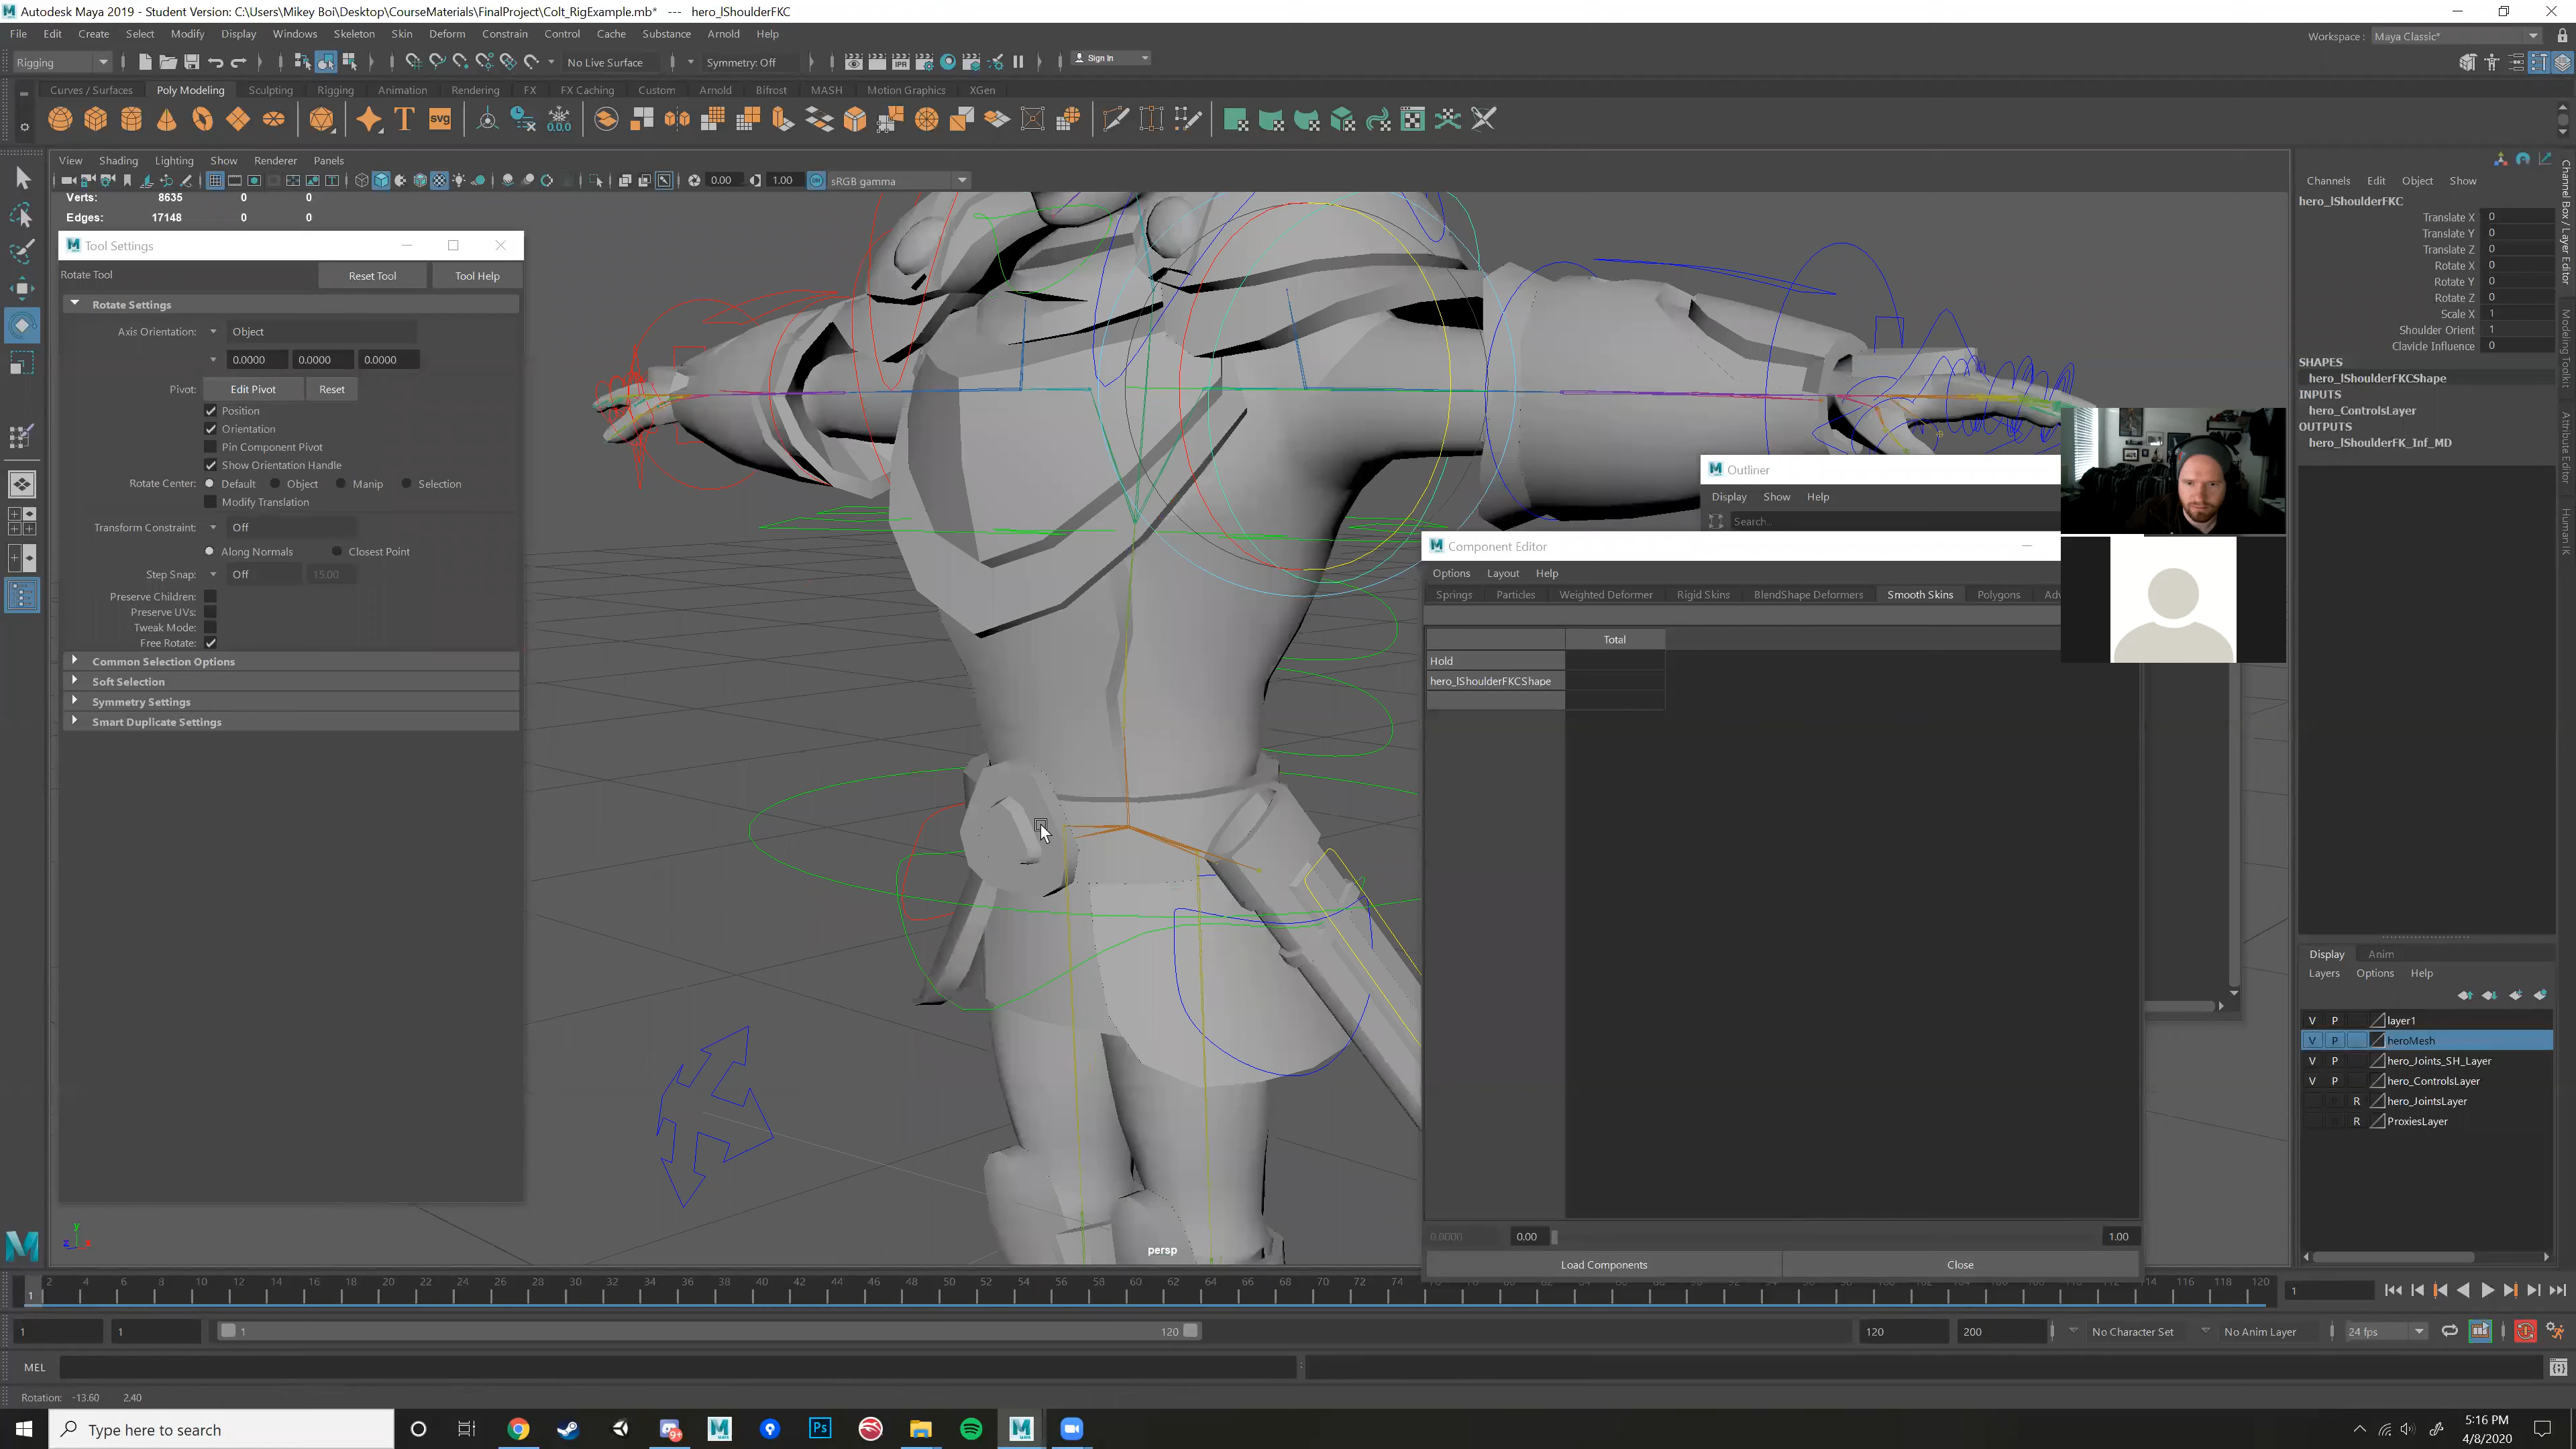 Autodesk Maya 2019 - Student Version: C:\Users\Mikey Boi\Desktop\CourseMaterials\FinalProject\Colt_RigExample.mb* --- hero_lShoulderFKC
File Edit Create Select Modify Display Windows Skeleton Skin Deform Constrain Control Cache Substance Arnold Help
Workspace : Maya Classic*
Rigging No Live Surface Symmetry: Off Sign In
Curves / Surfaces Poly Modeling Sculpting Rigging Animation Rendering FX FX Caching Custom Arnold Bifrost MASH Motion Graphics XGen
View Shading Lighting Show Renderer Panels
0.00 1.00 sRGB gamma
Verts: 8635 0 0
Edges: 17148 0 0
Tool Settings
Rotate Tool Reset Tool Tool Help
Rotate Settings
Axis Orientation: Object
0.0000 0.0000 0.0000
Pivot: Edit Pivot Reset
Position
Orientation
Pin Component Pivot
Show Orientation Handle
Rotate Center: Default Object Manip Selection
Modify Translation
Transform Constraint: Off
Along Normals Closest Point
Step Snap: Off 15.00
Preserve Children:
Preserve UVs:
Tweak Mode:
Free Rotate:
Common Selection Options
Soft Selection
Symmetry Settings
Smart Duplicate Settings
persp
Outliner
Display Show Help
Search...
Component Editor
Options Layout Help
Springs Particles Weighted Deformer Rigid Skins BlendShape Deformers Smooth Skins Polygons
Total
Hold
hero_lShoulderFKCShape
0.0000 0.00 1.00
Load Components Close
Channels Edit Object Show
hero_lShoulderFKC
Translate X 0
Translate Y 0
Translate Z 0
Rotate X 0
Rotate Y 0
Rotate Z 0
Scale X 1
Shoulder Orient 1
Clavicle Influence 0
SHAPES
hero_lShoulderFKCShape
INPUTS
hero_ControlsLayer
OUTPUTS
hero_lShoulderFK_Inf_MD
Channel Box / Layer Editor
Modeling Toolkit
Attribute Editor
Human IK
Display Anim
Layers Options Help
V P layer1
V P heroMesh
V P hero_Joints_SH_Layer
V P hero_ControlsLayer
R hero_JointsLayer
R ProxiesLayer
2 4 6 8 10 12 14 16 18 20 22 24 26 28 30 32 34 36 38 40 42 44 46 48 50 52 54 56 58 60 62 64 66 68 70 72 74 116 118 120
1 1
1 1 1 120 120 200 No Character Set No Anim Layer 24 fps
MEL
Rotation: -13.60 2.40
Type here to search
5:16 PM
4/8/2020